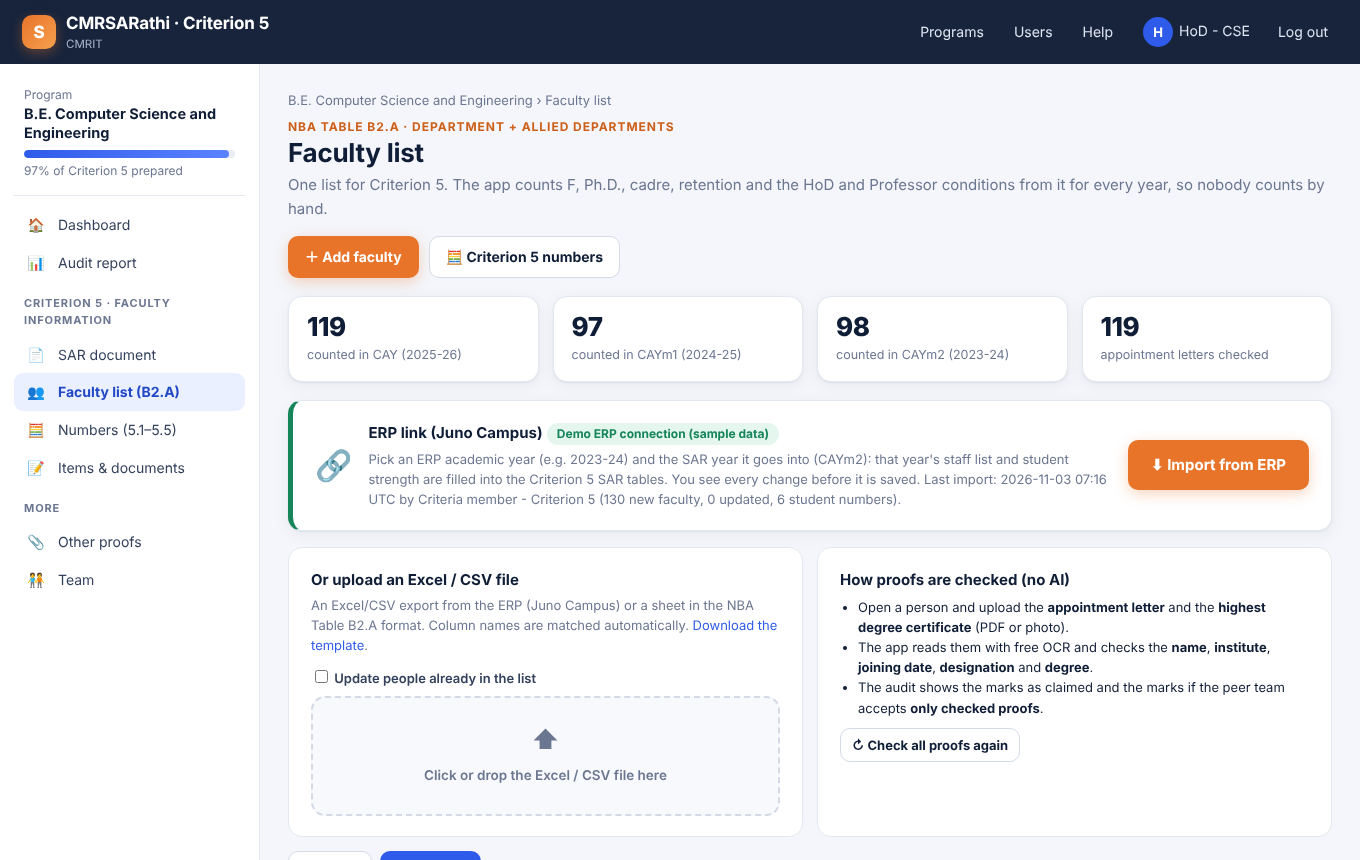 S
CMRSARathi · Criterion 5
CMRIT
Programs
Users
Help
H
HoD - CSE
Log out
Program
B.E. Computer Science and
Engineering
97% of Criterion 5 prepared
Dashboard
Audit report
CRITERION 5 · FACULTY
INFORMATION
SAR document
Faculty list (B2.A)
Numbers (5.1–5.5)
Items & documents
MORE
Other proofs
Team
B.E. Computer Science and Engineering › Faculty list
NBA TABLE B2.A · DEPARTMENT + ALLIED DEPARTMENTS
Faculty list
One list for Criterion 5. The app counts F, Ph.D., cadre, retention and the HoD and Professor conditions from it for every year, so nobody counts by
hand.
+ Add faculty
Criterion 5 numbers
119
counted in CAY (2025-26)
97
counted in CAYm1 (2024-25)
98
counted in CAYm2 (2023-24)
119
appointment letters checked
ERP link (Juno Campus) Demo ERP connection (sample data)
Pick an ERP academic year (e.g. 2023-24) and the SAR year it goes into (CAYm2): that year's staff list and student
strength are filled into the Criterion 5 SAR tables. You see every change before it is saved. Last import: 2026-11-03 07:16
UTC by Criteria member - Criterion 5 (130 new faculty, 0 updated, 6 student numbers).
⬇ Import from ERP
Or upload an Excel / CSV file
An Excel/CSV export from the ERP (Juno Campus) or a sheet in the NBA
Table B2.A format. Column names are matched automatically. Download the
template.
Update people already in the list
Click or drop the Excel / CSV file here
How proofs are checked (no AI)
• Open a person and upload the appointment letter and the highest
degree certificate (PDF or photo).
• The app reads them with free OCR and checks the name, institute,
joining date, designation and degree.
• The audit shows the marks as claimed and the marks if the peer team
accepts only checked proofs.
↻ Check all proofs again